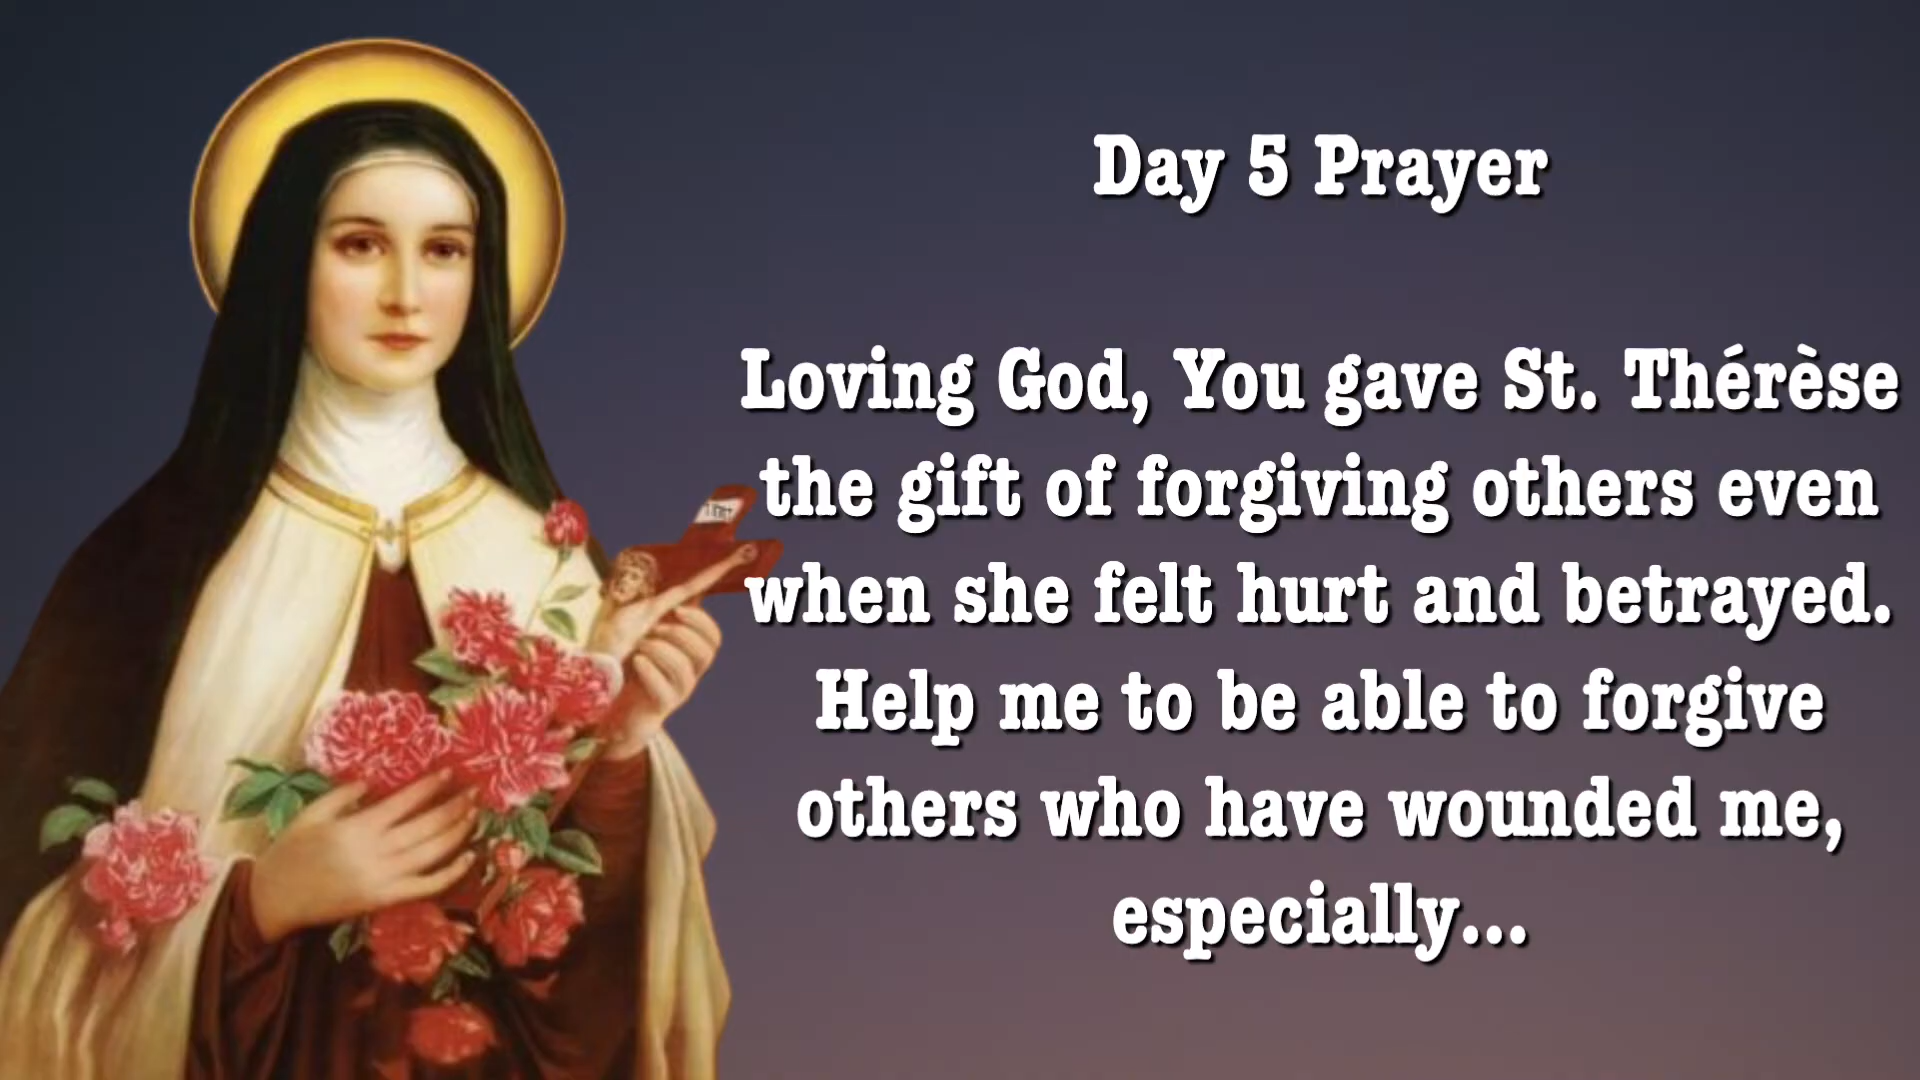 Day 5 Prayer
Loving God, You gave St. Thérèse
the gift of forgiving others even
when she felt hurt and betrayed.
Help me to be able to forgive
others who have wounded me,
especially...